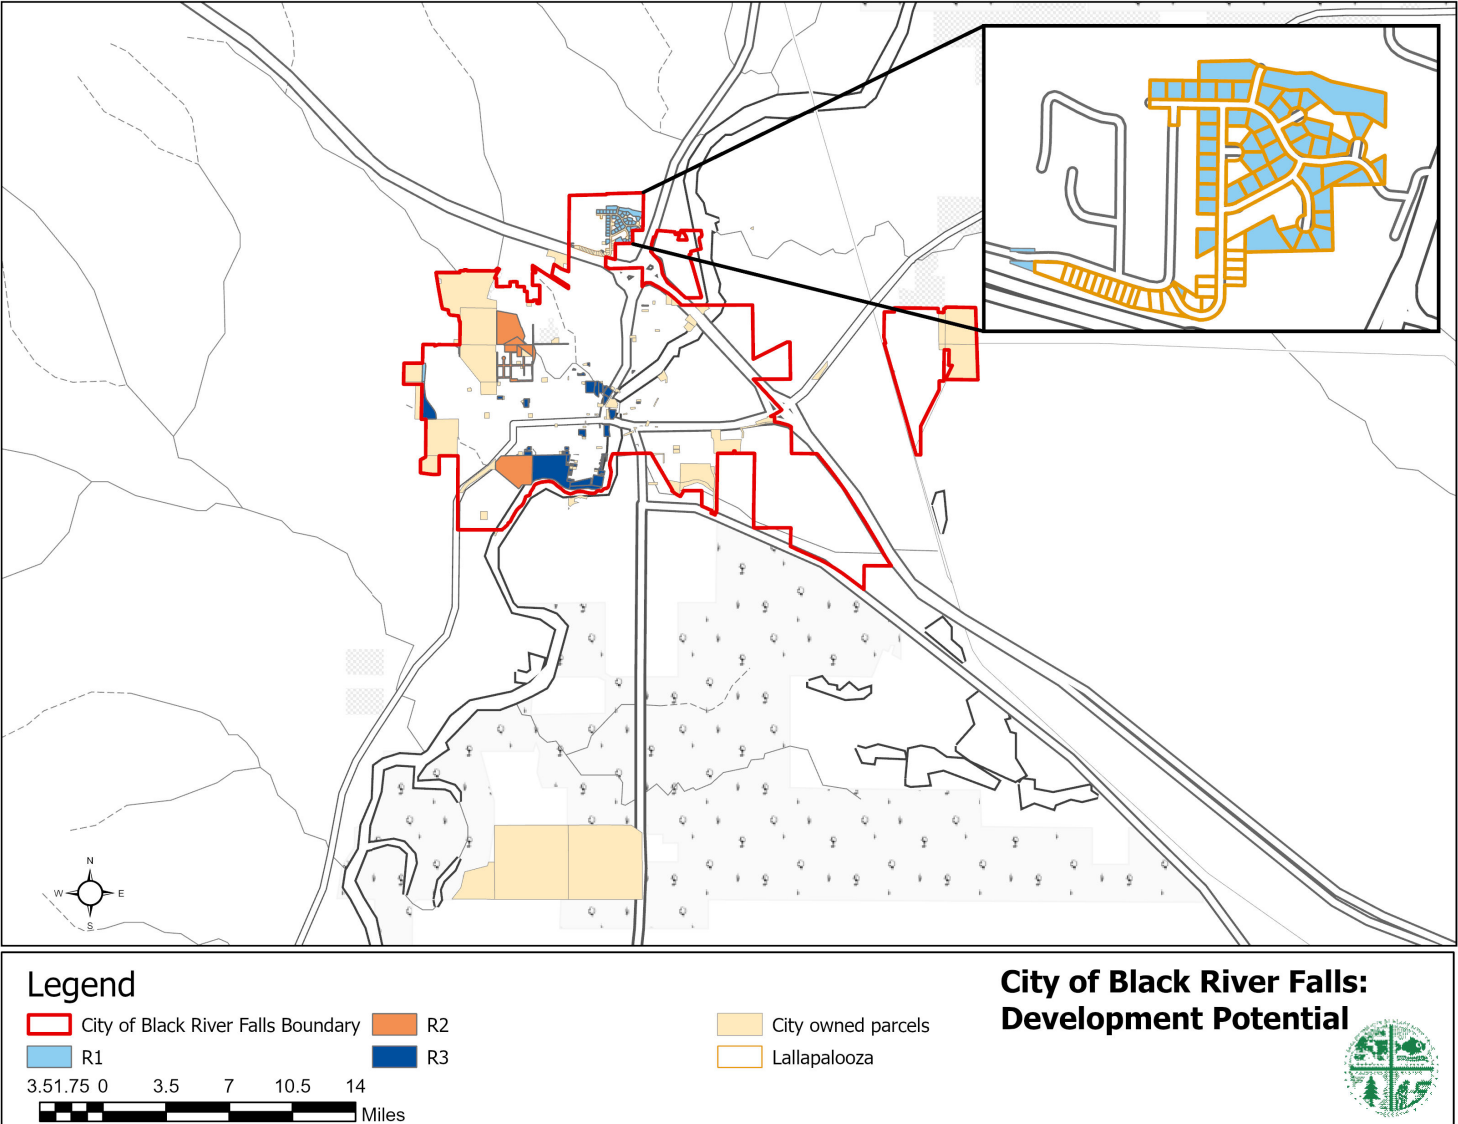 N
W E
S
Legend
City of Black River Falls Boundary
R1
R2
R3
City owned parcels
Lallapalooza
3.51.75 0 3.5 7 10.5 14
Miles
City of Black River Falls:
Development Potential